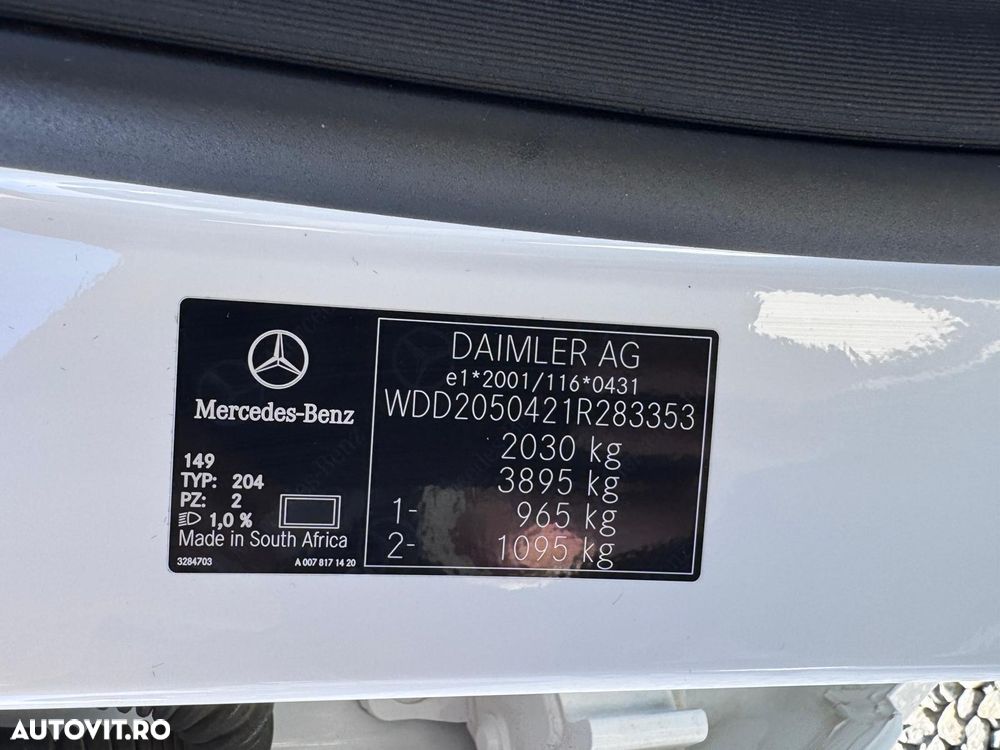 Mercedes-Benz
149
TYP: 204
PZ: 2
1,0 %
Made in South Africa
3284703 A 007 817 14 20
DAIMLER AG
e1*2001/116*0431
WDD2050421R283353
2030 kg
3895 kg
1- 965 kg
2- 1095 kg
AUTOVIT.RO